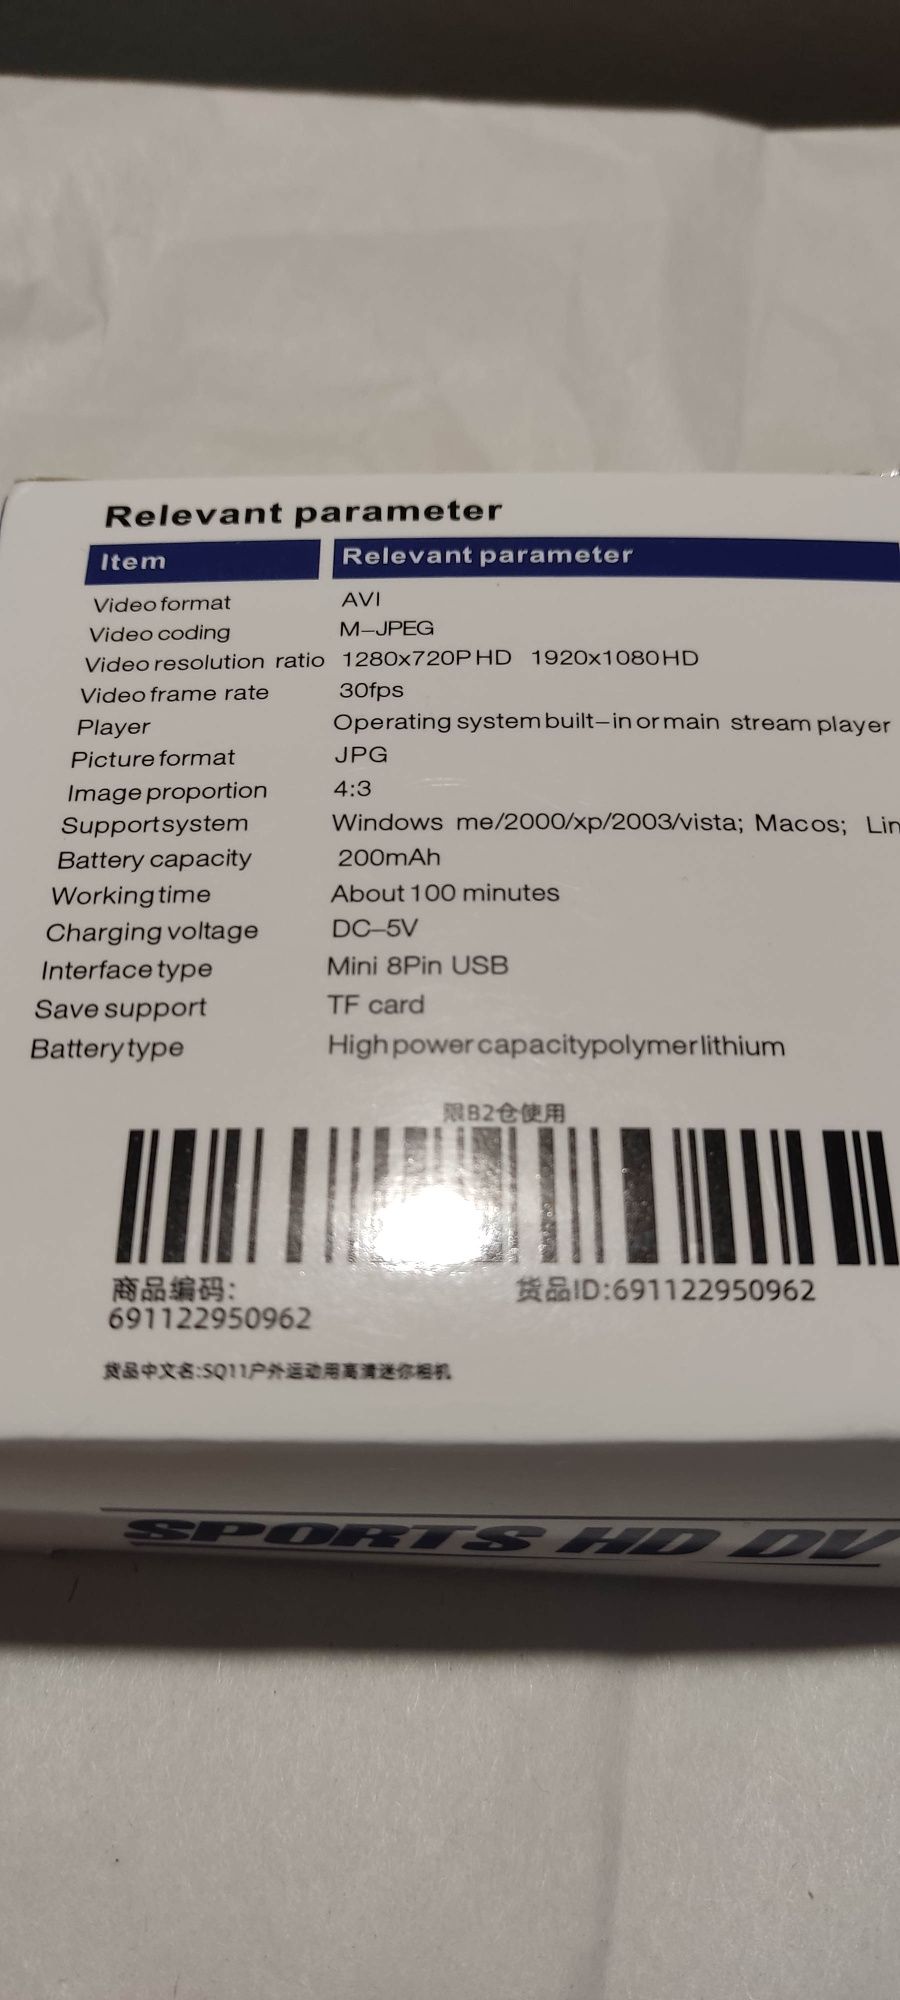 Relevant parameter
Item Relevant parameter
Video format AVI
Video coding M-JPEG
Video resolution ratio 1280x720P HD 1920x1080HD
Video frame rate 30fps
Player Operating system built-in or main stream player
Picture format JPG
Image proportion 4:3
Support system Windows me/2000/xp/2003/vista; Macos; Lin
Battery capacity 200mAh
Working time About 100 minutes
Charging voltage DC-5V
Interface type Mini 8Pin USB
Save support TF card
Battery type High power capacitypolymerlithium
限B2仓使用
商品编码: 货品ID:691122950962
691122950962
货品中文名:SQ11户外运动用高清迷你相机
SPORTS HD DV